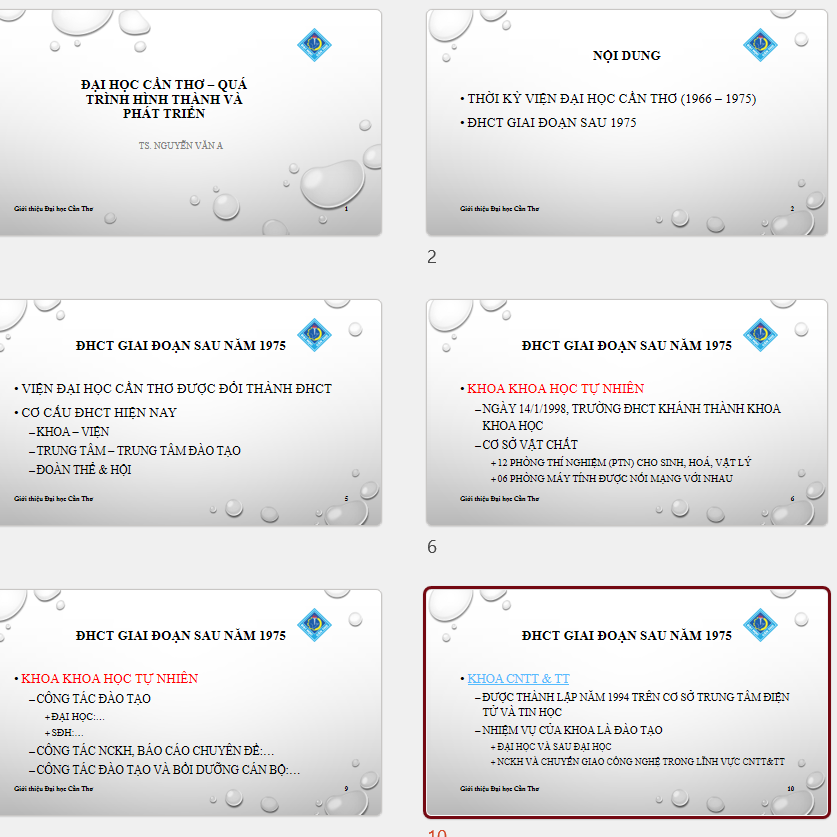 ĐẠI HỌC CẦN THƠ – QUÁ
TRÌNH HÌNH THÀNH VÀ
PHÁT TRIỂN
TS. NGUYỄN VĂN A
Giới thiệu Đại học Cần Thơ
1
NỘI DUNG
• THỜI KỲ VIỆN ĐẠI HỌC CẦN THƠ (1966 – 1975)
• ĐHCT GIAI ĐOẠN SAU 1975
Giới thiệu Đại học Cần Thơ
2
2
ĐHCT GIAI ĐOẠN SAU NĂM 1975
• VIỆN ĐẠI HỌC CẦN THƠ ĐƯỢC ĐỔI THÀNH ĐHCT
• CƠ CẤU ĐHCT HIỆN NAY
–KHOA – VIỆN
–TRUNG TÂM – TRUNG TÂM ĐÀO TẠO
–ĐOÀN THỂ & HỘI
Giới thiệu Đại học Cần Thơ
5
ĐHCT GIAI ĐOẠN SAU NĂM 1975
• KHOA KHOA HỌC TỰ NHIÊN
–NGÀY 14/1/1998, TRƯỜNG ĐHCT KHÁNH THÀNH KHOA
KHOA HỌC
–CƠ SỞ VẬT CHẤT
+12 PHÒNG THÍ NGHIỆM (PTN) CHO SINH, HOÁ, VẬT LÝ
+06 PHÒNG MÁY TÍNH ĐƯỢC NỐI MẠNG VỚI NHAU
Giới thiệu Đại học Cần Thơ
6
6
ĐHCT GIAI ĐOẠN SAU NĂM 1975
• KHOA KHOA HỌC TỰ NHIÊN
–CÔNG TÁC ĐÀO TẠO
+ĐẠI HỌC:…
+SĐH:…
–CÔNG TÁC NCKH, BÁO CÁO CHUYÊN ĐỀ:…
–CÔNG TÁC ĐÀO TẠO VÀ BỒI DƯỠNG CÁN BỘ:…
Giới thiệu Đại học Cần Thơ
9
ĐHCT GIAI ĐOẠN SAU NĂM 1975
• KHOA CNTT & TT
–ĐƯỢC THÀNH LẬP NĂM 1994 TRÊN CƠ SỞ TRUNG TÂM ĐIỆN
TỬ VÀ TIN HỌC
–NHIỆM VỤ CỦA KHOA LÀ ĐÀO TẠO
+ĐẠI HỌC VÀ SAU ĐẠI HỌC
+NCKH VÀ CHUYỂN GIAO CÔNG NGHỆ TRONG LĨNH VỰC CNTT&TT
Giới thiệu Đại học Cần Thơ
10
10